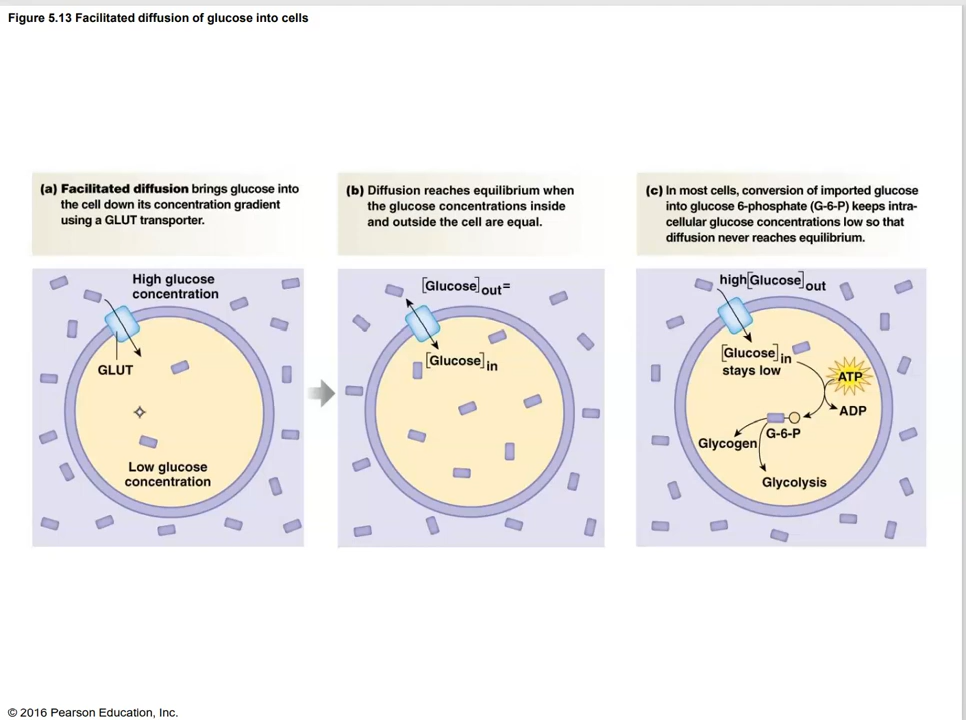 Figure 5.13 Facilitated diffusion of glucose into cells
(a) Facilitated diffusion brings glucose into
the cell down its concentration gradient
using a GLUT transporter.
High glucose
concentration
GLUT
Low glucose
concentration
(b) Diffusion reaches equilibrium when
the glucose concentrations inside
and outside the cell are equal.
[Glucose]out=
[Glucose]in
(c) In most cells, conversion of imported glucose
into glucose 6-phosphate (G-6-P) keeps intra-
cellular glucose concentrations low so that
diffusion never reaches equilibrium.
high[Glucose]out
[Glucose]in
stays low
ATP
ADP
G-6-P
Glycogen
Glycolysis
© 2016 Pearson Education, Inc.